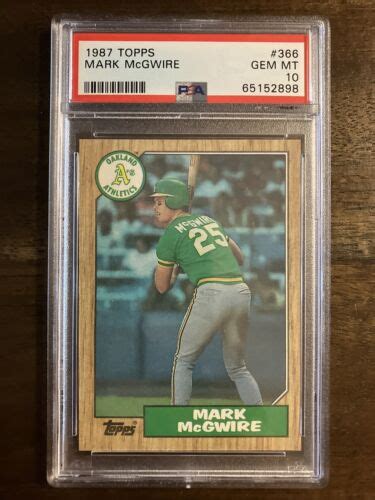 1987 TOPPS #366
MARK McGWIRE GEM MT
10
PSA 65152898
OAKLAND
A's
ATHLETICS
McGWIRE
25
topps
MARK
McGWIRE